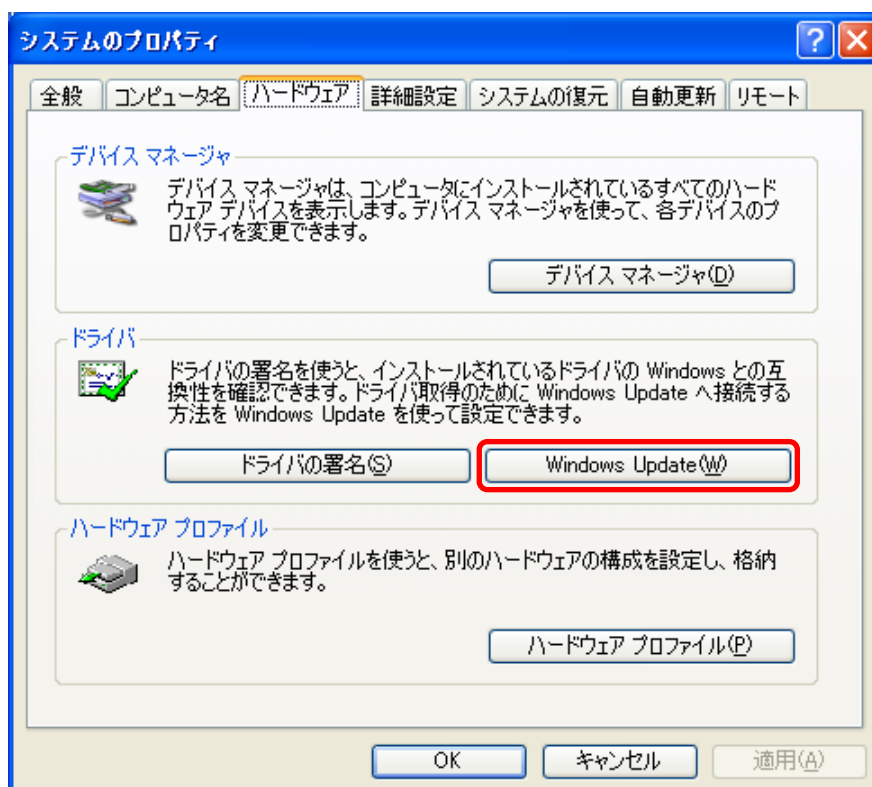 システムのプロパティ
全般 コンピュータ名 ハードウェア 詳細設定 システムの復元 自動更新 リモート
デバイス マネージャ
デバイス マネージャは、コンピュータにインストールされているすべてのハード
ウェア デバイスを表示します。デバイス マネージャを使って、各デバイスのプ
ロパティを変更できます。
デバイス マネージャ(D)
ドライバ
ドライバの署名を使うと、インストールされているドライバの Windows との互
換性を確認できます。ドライバ取得のために Windows Update へ接続する
方法を Windows Update を使って設定できます。
ドライバの署名(S) Windows Update(W)
ハードウェア プロファイル
ハードウェア プロファイルを使うと、別のハードウェアの構成を設定し、格納
することができます。
ハードウェア プロファイル(P)
OK キャンセル 適用(A)